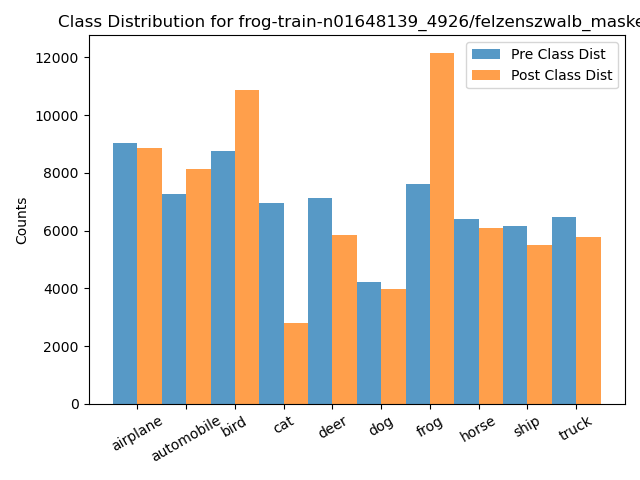 Class Distribution for frog-train-n01648139_4926/felzenszwalb_maske
Pre Class Dist
Post Class Dist
12000
10000
8000
6000
4000
2000
0
Counts
airplane
automobile
bird
cat
deer
dog
frog
horse
ship
truck